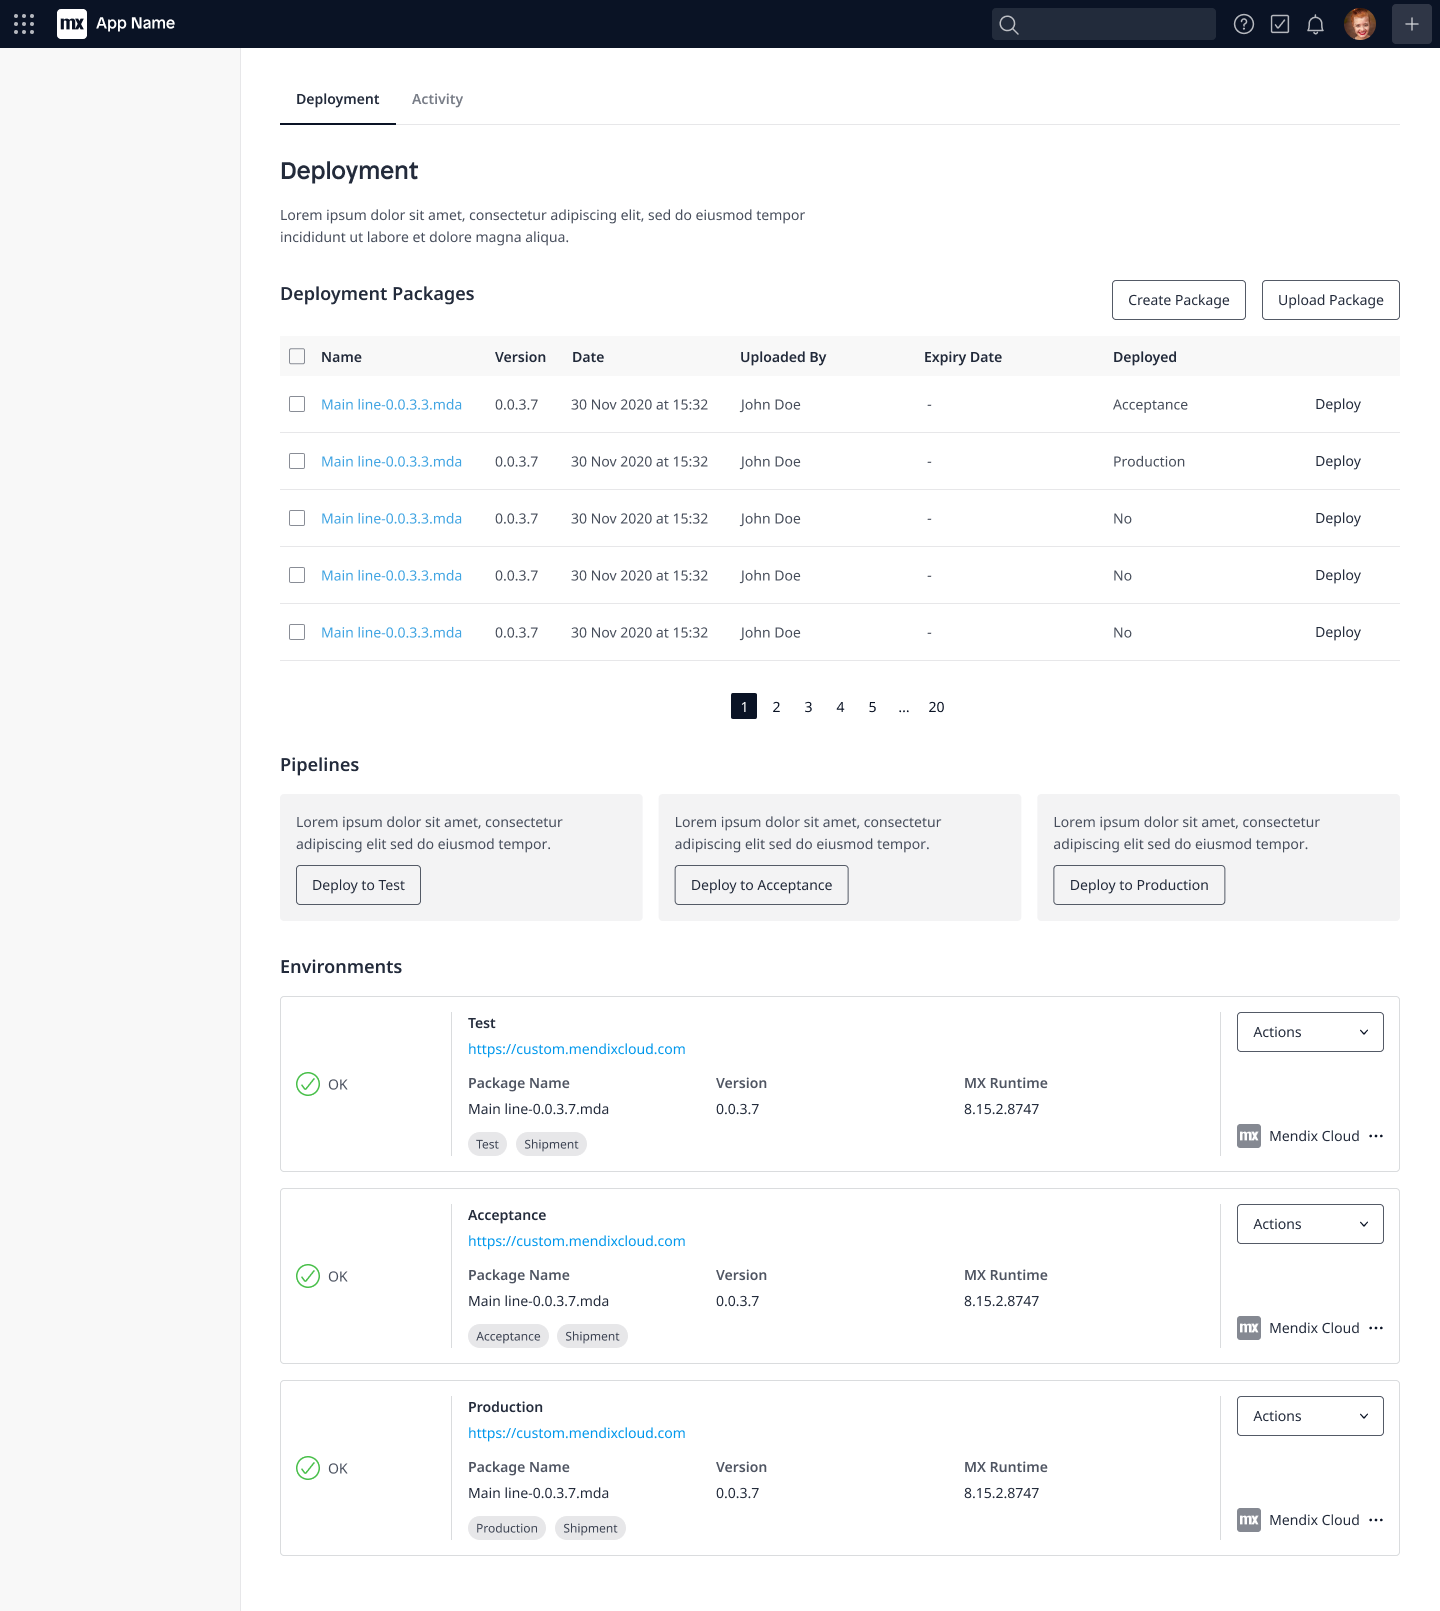 mx App Name
Deployment Activity
Deployment
Lorem ipsum dolor sit amet, consectetur adipiscing elit, sed do eiusmod tempor
incididunt ut labore et dolore magna aliqua.
Deployment Packages Create Package Upload Package
Name Version Date Uploaded By Expiry Date Deployed
Main line-0.0.3.3.mda 0.0.3.7 30 Nov 2020 at 15:32 John Doe - Acceptance Deploy
Main line-0.0.3.3.mda 0.0.3.7 30 Nov 2020 at 15:32 John Doe - Production Deploy
Main line-0.0.3.3.mda 0.0.3.7 30 Nov 2020 at 15:32 John Doe - No Deploy
Main line-0.0.3.3.mda 0.0.3.7 30 Nov 2020 at 15:32 John Doe - No Deploy
Main line-0.0.3.3.mda 0.0.3.7 30 Nov 2020 at 15:32 John Doe - No Deploy
1 2 3 4 5 ... 20
Pipelines
Lorem ipsum dolor sit amet, consectetur
adipiscing elit sed do eiusmod tempor.
Deploy to Test
Lorem ipsum dolor sit amet, consectetur
adipiscing elit sed do eiusmod tempor.
Deploy to Acceptance
Lorem ipsum dolor sit amet, consectetur
adipiscing elit sed do eiusmod tempor.
Deploy to Production
Environments
OK
Test
https://custom.mendixcloud.com
Package Name Version MX Runtime
Main line-0.0.3.7.mda 0.0.3.7 8.15.2.8747
Test Shipment
Actions
mx Mendix Cloud
OK
Acceptance
https://custom.mendixcloud.com
Package Name Version MX Runtime
Main line-0.0.3.7.mda 0.0.3.7 8.15.2.8747
Acceptance Shipment
Actions
mx Mendix Cloud
OK
Production
https://custom.mendixcloud.com
Package Name Version MX Runtime
Main line-0.0.3.7.mda 0.0.3.7 8.15.2.8747
Production Shipment
Actions
mx Mendix Cloud